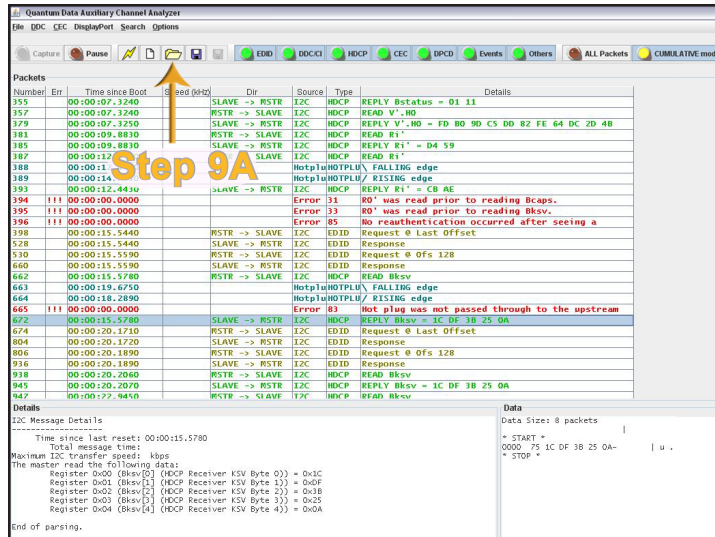 Quantum Data Auxiliary Channel Analyzer
File DDC CEC DisplayPort Search Options
Capture Pause EDID DDC/CI HDCP CEC DPCD Events Others ALL Packets CUMULATIVE mod
Packets
Number Err Time since Boot Speed (kHz) Dir Source Type Details
355 00:00:07.3240 SLAVE -> MSTR I2C HDCP REPLY Bstatus = 01 11
357 00:00:07.3240 MSTR -> SLAVE I2C HDCP READ V'.H0
379 00:00:07.3250 SLAVE -> MSTR I2C HDCP REPLY V'.H0 = FD B0 9D C5 DD 82 FE 64 DC 2D 4B
381 00:00:09.8830 MSTR -> SLAVE I2C HDCP READ Ri'
385 00:00:09.8830 SLAVE -> MSTR I2C HDCP REPLY Ri' = D4 59
387 00:00:12 SLAVE I2C HDCP READ Ri'
388 00:00:1 Hotplu HOTPLU \ FALLING edge
389 00:00:14. Hotplu HOTPLU / RISING edge
Step 9A
393 00:00:12.4430 SLAVE -> MSTR I2C HDCP REPLY Ri' = CB AE
394 !!! 00:00:00.0000 Error 31 R0' was read prior to reading Bcaps.
395 !!! 00:00:00.0000 Error 33 R0' was read prior to reading Bksv.
396 !!! 00:00:00.0000 Error 85 No reauthentication occurred after seeing a
398 00:00:15.5440 MSTR -> SLAVE I2C EDID Request @ Last Offset
528 00:00:15.5440 SLAVE -> MSTR I2C EDID Response
530 00:00:15.5590 MSTR -> SLAVE I2C EDID Request @ Ofs 128
660 00:00:15.5590 SLAVE -> MSTR I2C EDID Response
662 00:00:15.5780 MSTR -> SLAVE I2C HDCP READ Bksv
663 00:00:19.6750 Hotplu HOTPLU \ FALLING edge
664 00:00:18.2890 Hotplu HOTPLU / RISING edge
665 !!! 00:00:00.0000 Error 83 Hot plug was not passed through to the upstream
672 00:00:15.5780 SLAVE -> MSTR I2C HDCP REPLY Bksv = 1C DF 3B 25 0A
674 00:00:20.1710 MSTR -> SLAVE I2C EDID Request @ Last Offset
804 00:00:20.1720 SLAVE -> MSTR I2C EDID Response
806 00:00:20.1890 MSTR -> SLAVE I2C EDID Request @ Ofs 128
936 00:00:20.1890 SLAVE -> MSTR I2C EDID Response
938 00:00:20.2060 MSTR -> SLAVE I2C HDCP READ Bksv
945 00:00:20.2070 SLAVE -> MSTR I2C HDCP REPLY Bksv = 1C DF 3B 25 0A
947 00:00:22.9450 MSTR -> SLAVE I2C HDCP READ Bksv
Details
I2C Message Details
-------------------
Time since last reset: 00:00:15.5780
Total message time:
Maximum I2C transfer speed: kbps
The master read the following data:
Register 0x00 (Bksv[0] (HDCP Receiver KSV Byte 0)) = 0x1C
Register 0x01 (Bksv[1] (HDCP Receiver KSV Byte 1)) = 0xDF
Register 0x02 (Bksv[2] (HDCP Receiver KSV Byte 2)) = 0x3B
Register 0x03 (Bksv[3] (HDCP Receiver KSV Byte 3)) = 0x25
Register 0x04 (Bksv[4] (HDCP Receiver KSV Byte 4)) = 0x0A
End of parsing.
Data
Data Size: 8 packets
|
* START *
0000 75 1C DF 3B 25 0A- | u .
* STOP *